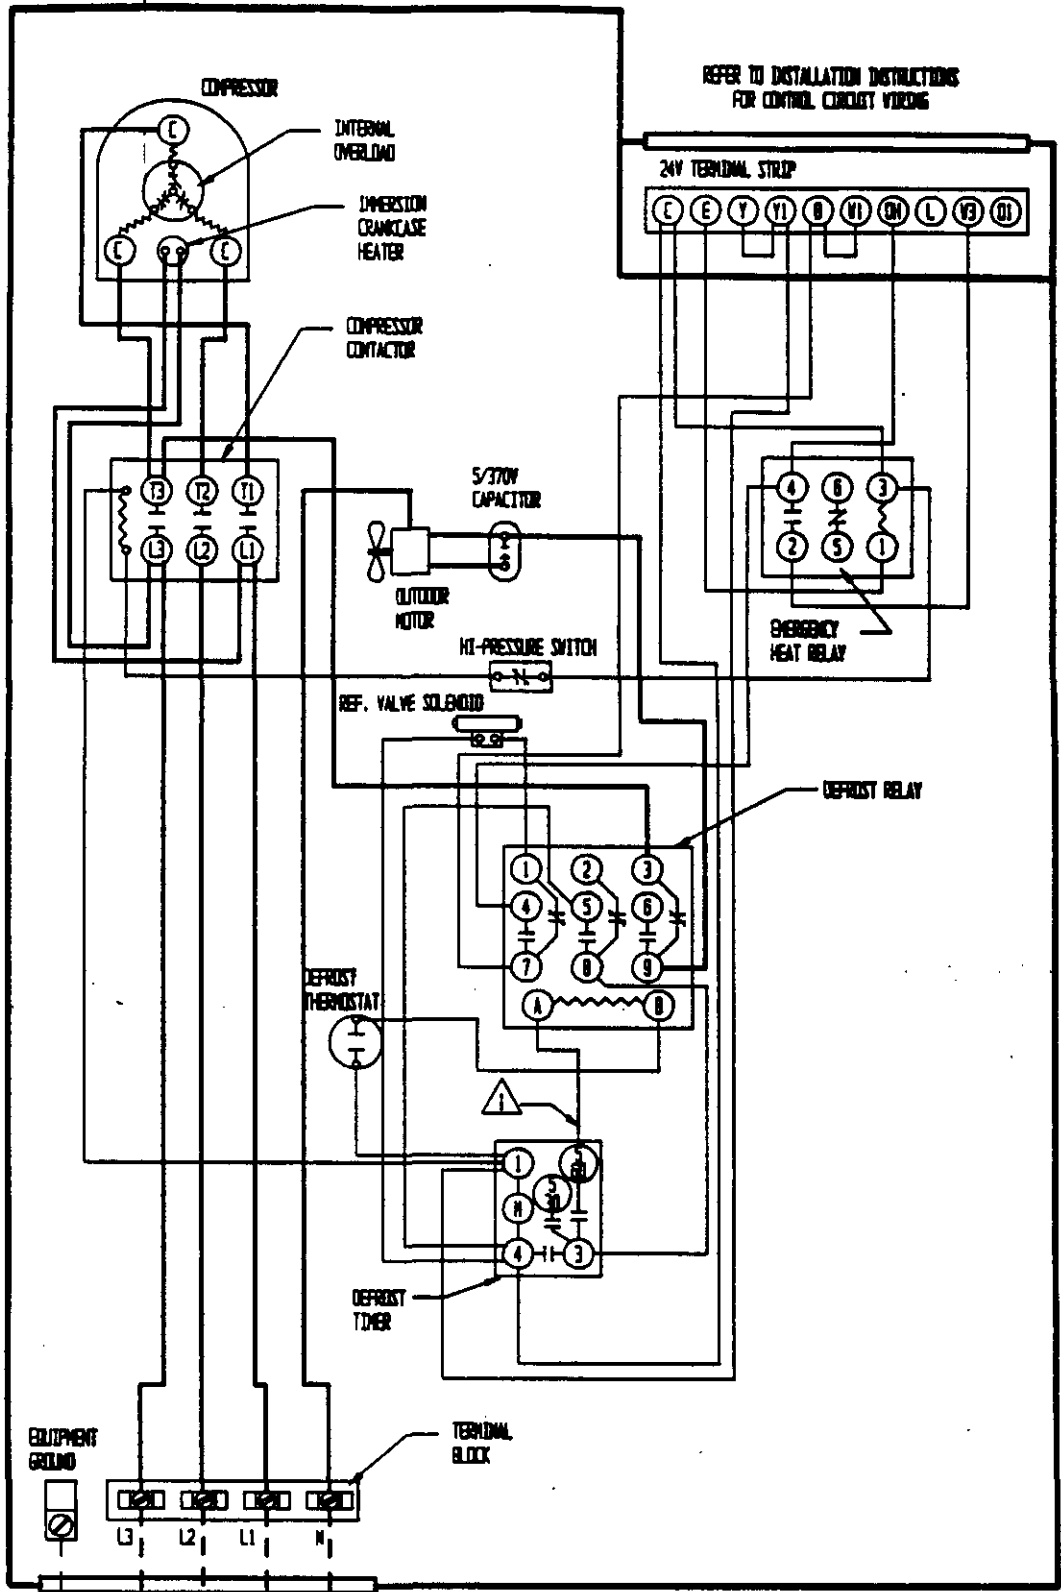 COMPRESSOR
INTERNAL
OVERLOAD
IMMERSION
CRANKCASE
HEATER
REFER TO INSTALLATION INSTRUCTIONS
FOR CONTROL CIRCUIT WIRING
24V TERMINAL STRIP
C E Y Y1 B W1 L W3
C
C C
COMPRESSOR
CONTACTOR
T3 T2 T1
L3 L2 L1
5/370V
CAPACITOR
OUTDOOR
MOTOR
4 6 3
2 5 1
EMERGENCY
HEAT RELAY
HI-PRESSURE SWITCH
REF. VALVE SOLENOID
DEFROST RELAY
1 2 3
4 5 6
7 8 9
A B
DEFROST
THERMOSTAT
1
1
5
5
30
N
4 3
DEFROST
TIMER
TERMINAL
BLOCK
EQUIPMENT
GROUND
L3 L2 L1 N